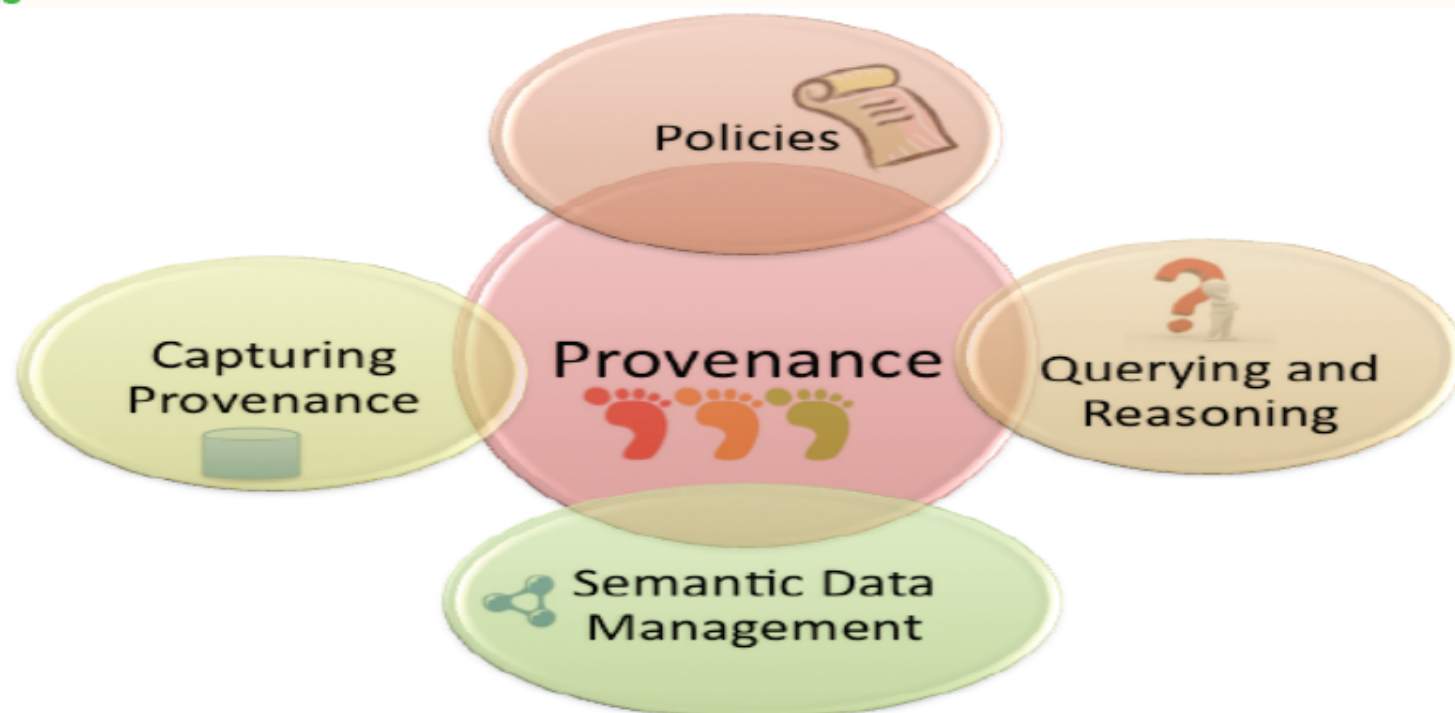 Policies
Capturing
Provenance
Provenance
Querying and
Reasoning
Semantic Data
Management